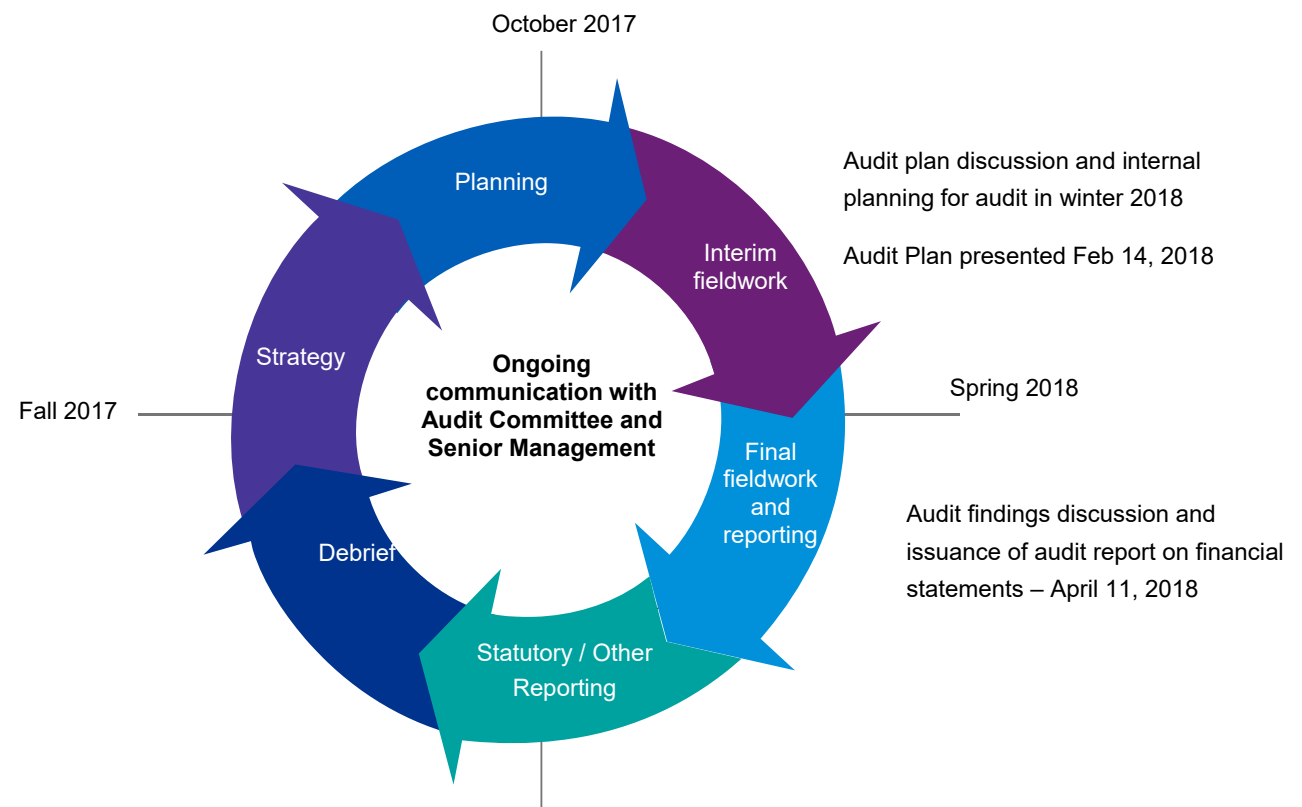 October 2017
Planning
Audit plan discussion and internal
planning for audit in winter 2018
Audit Plan presented Feb 14, 2018
Interim
fieldwork
Strategy
Ongoing
communication with
Audit Committee and
Senior Management
Fall 2017
Spring 2018
Final
fieldwork
and
reporting
Audit findings discussion and
issuance of audit report on financial
statements – April 11, 2018
Debrief
Statutory / Other
Reporting